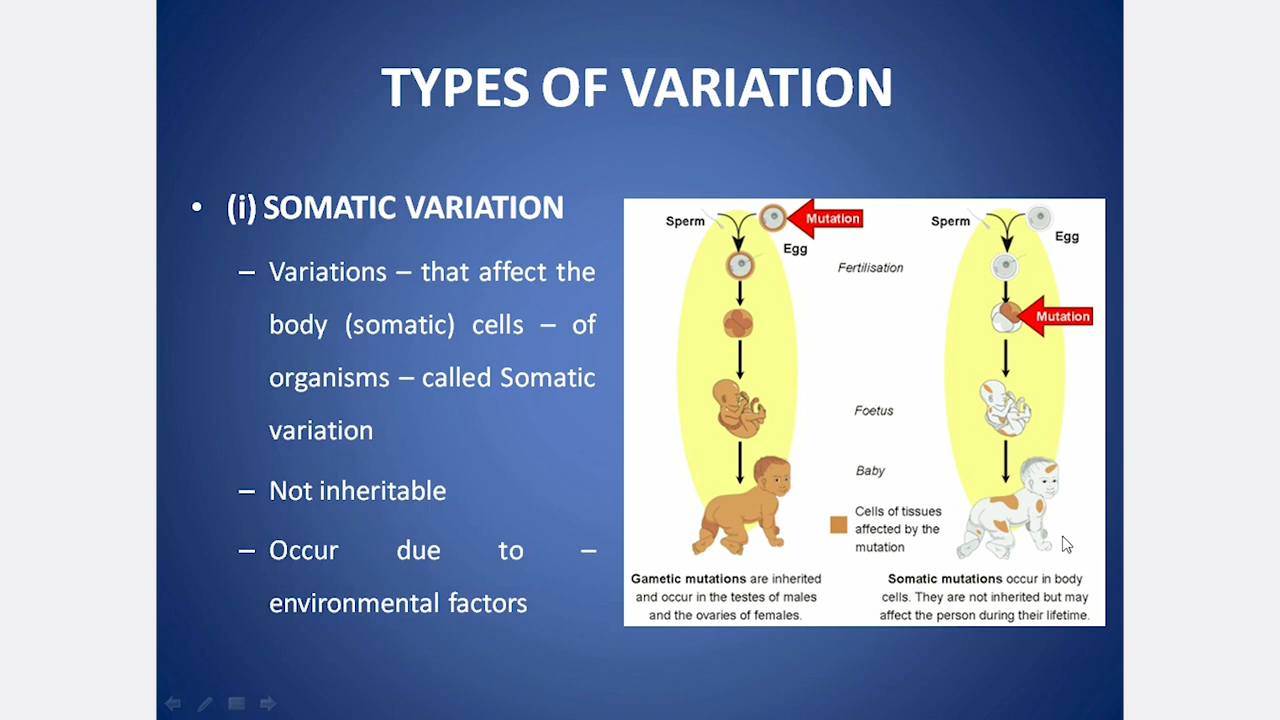 TYPES OF VARIATION
• (i) SOMATIC VARIATION
– Variations – that affect the
body (somatic) cells – of
organisms – called Somatic
variation
– Not inheritable
– Occur due to –
environmental factors
Sperm
Mutation
Egg
Fertilisation
Sperm
Egg
Mutation
Foetus
Baby
Cells of tissues
affected by the
mutation
Gametic mutations are inherited
and occur in the testes of males
and the ovaries of females.
Somatic mutations occur in body
cells. They are not inherited but may
affect the person during their lifetime.